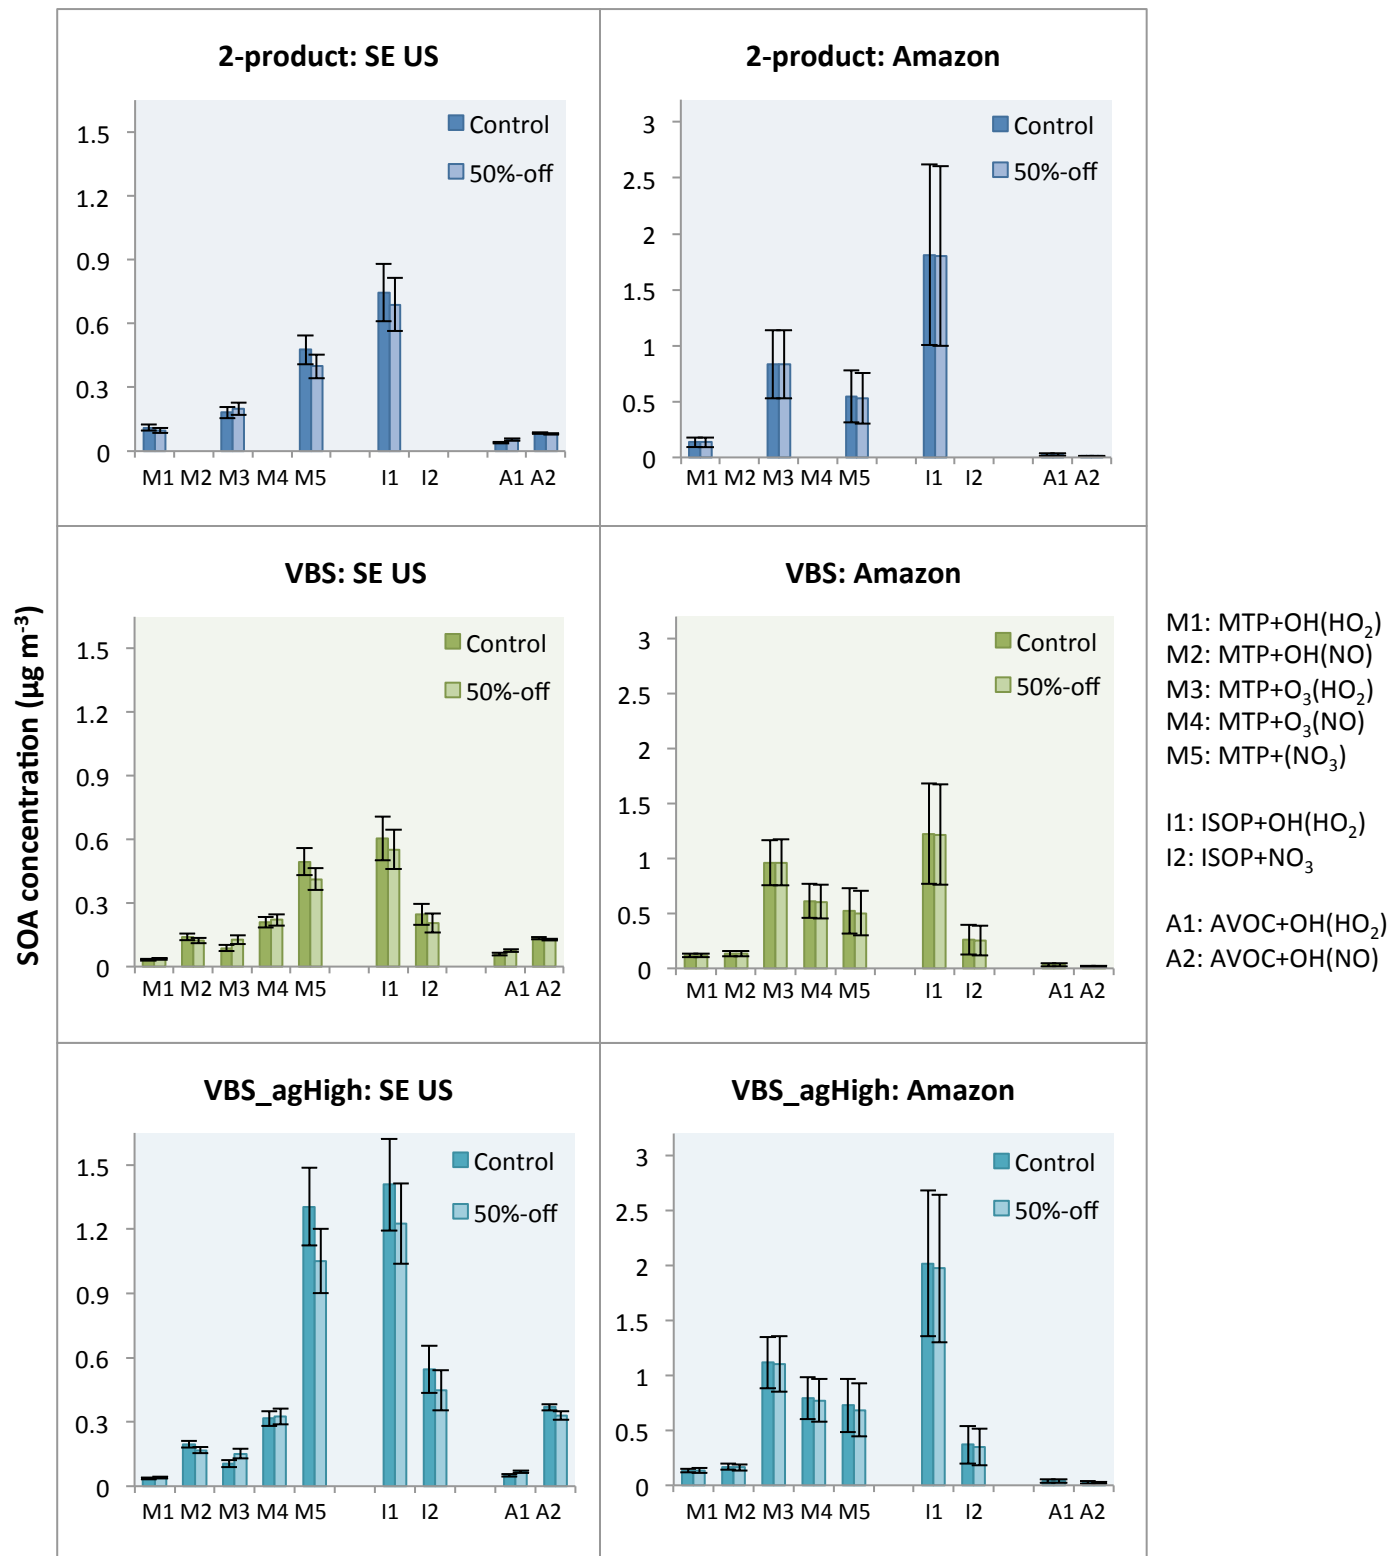 SOA concentration (µg m⁻³)
2-product: SE US
Control
50%-off
1.5
1.2
0.9
0.6
0.3
0
M1 M2 M3 M4 M5 I1 I2 A1 A2
2-product: Amazon
Control
50%-off
3
2.5
2
1.5
1
0.5
0
M1 M2 M3 M4 M5 I1 I2 A1 A2
VBS: SE US
Control
50%-off
1.5
1.2
0.9
0.6
0.3
0
M1 M2 M3 M4 M5 I1 I2 A1 A2
VBS: Amazon
Control
50%-off
3
2.5
2
1.5
1
0.5
0
M1 M2 M3 M4 M5 I1 I2 A1 A2
VBS_agHigh: SE US
Control
50%-off
1.5
1.2
0.9
0.6
0.3
0
M1 M2 M3 M4 M5 I1 I2 A1 A2
VBS_agHigh: Amazon
Control
50%-off
3
2.5
2
1.5
1
0.5
0
M1 M2 M3 M4 M5 I1 I2 A1 A2
M1: MTP+OH(HO₂)
M2: MTP+OH(NO)
M3: MTP+O₃(HO₂)
M4: MTP+O₃(NO)
M5: MTP+(NO₃)
I1: ISOP+OH(HO₂)
I2: ISOP+NO₃
A1: AVOC+OH(HO₂)
A2: AVOC+OH(NO)